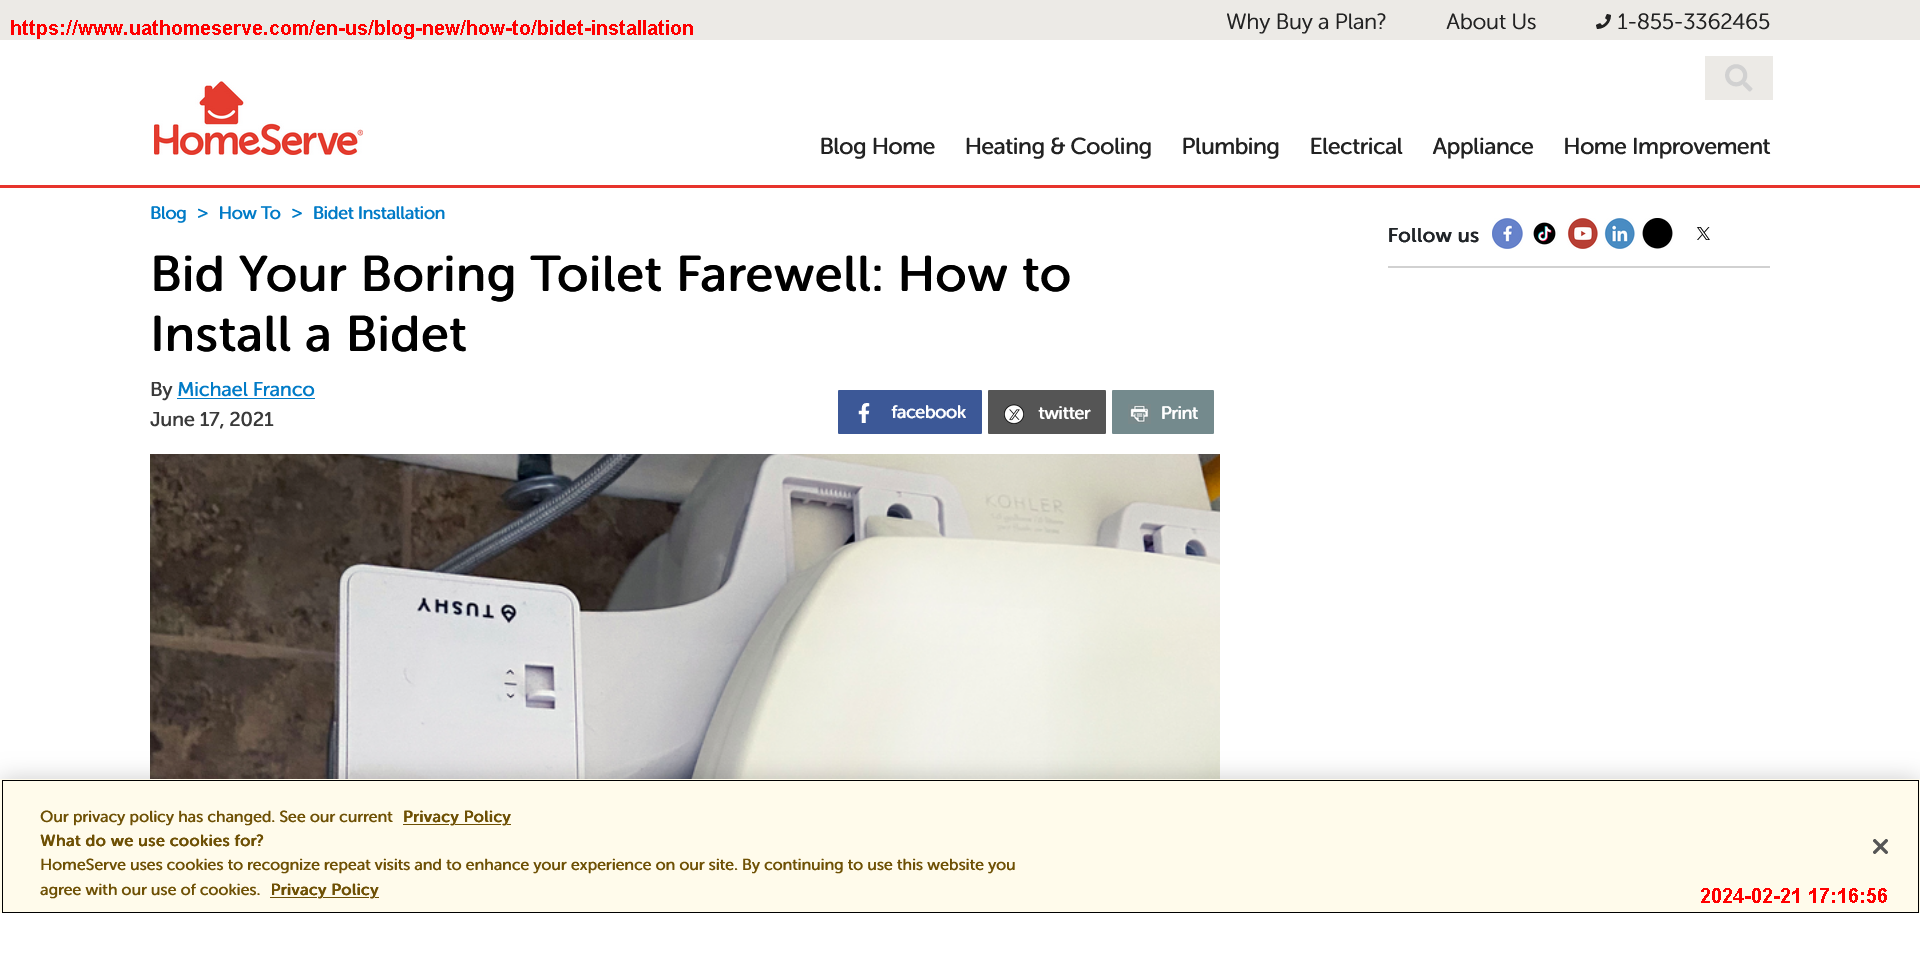 https://www.uathomeserve.com/en-us/blog-new/how-to/bidet-installation
Why Buy a Plan? About Us 1-855-3362465
HomeServe®
Blog Home Heating & Cooling Plumbing Electrical Appliance Home Improvement
Blog > How To > Bidet Installation
Follow us
Bid Your Boring Toilet Farewell: How to
Install a Bidet
By Michael Franco
June 17, 2021
facebook twitter Print
KOHLER
TUSHY
Our privacy policy has changed. See our current Privacy Policy
What do we use cookies for?
HomeServe uses cookies to recognize repeat visits and to enhance your experience on our site. By continuing to use this website you
agree with our use of cookies. Privacy Policy
2024-02-21 17:16:56